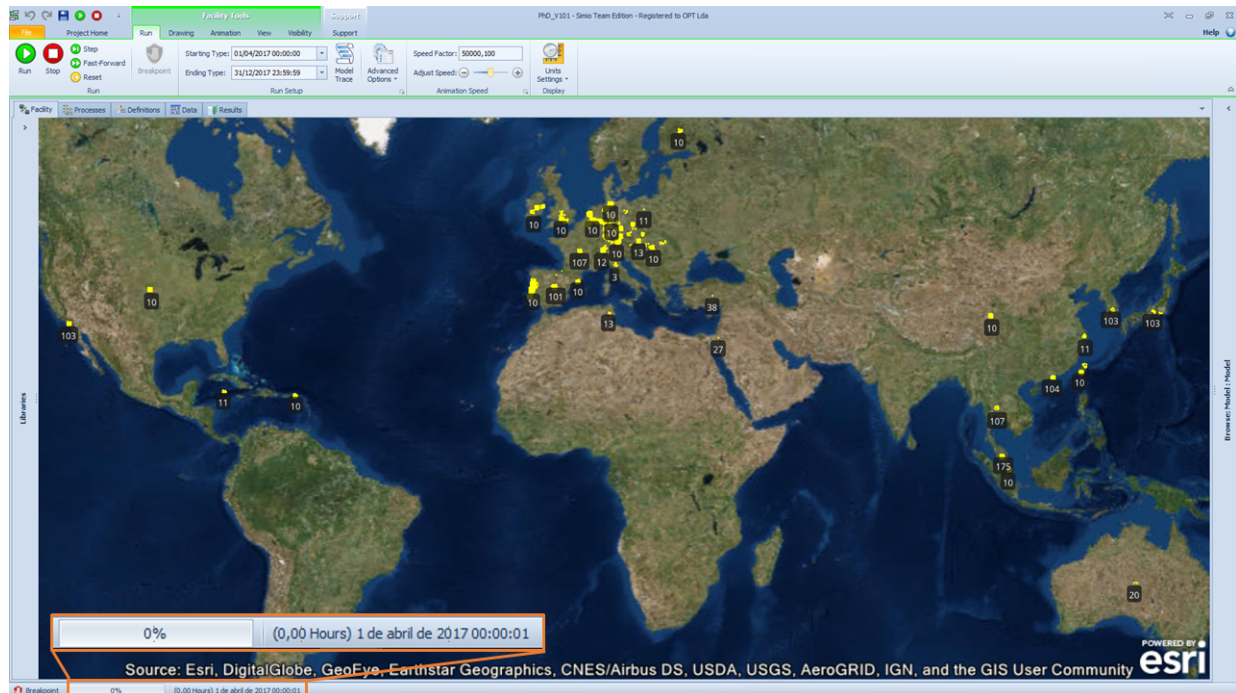 Facility Tools
Support
PhD_V101 - Simio Team Edition - Registered to OPT Lda
File
Project Home
Run
Drawing
Animation
View
Visibility
Support
Help
Run
Stop
Step
Fast-Forward
Reset
Run
Breakpoint
Starting Type: 01/04/2017 00:00:00
Ending Type: 31/12/2017 23:59:59
Run Setup
Model Trace
Advanced Options
Speed Factor: 50000,100
Adjust Speed:
Animation Speed
Units Settings
Display
Facility
Processes
Definitions
Data
Results
Libraries
Browse: Model : Model
10
10
10
10
10
10
11
107
12
10
13
10
3
10
101
10
13
38
27
10
103
11
10
10
103
103
11
104
10
107
175
10
20
0%
(0,00 Hours) 1 de abril de 2017 00:00:01
POWERED BY
esri
Source: Esri, DigitalGlobe, GeoEye, Earthstar Geographics, CNES/Airbus DS, USDA, USGS, AeroGRID, IGN, and the GIS User Community
Breakpoint
0%
(0,00 Hours) 1 de abril de 2017 00:00:01